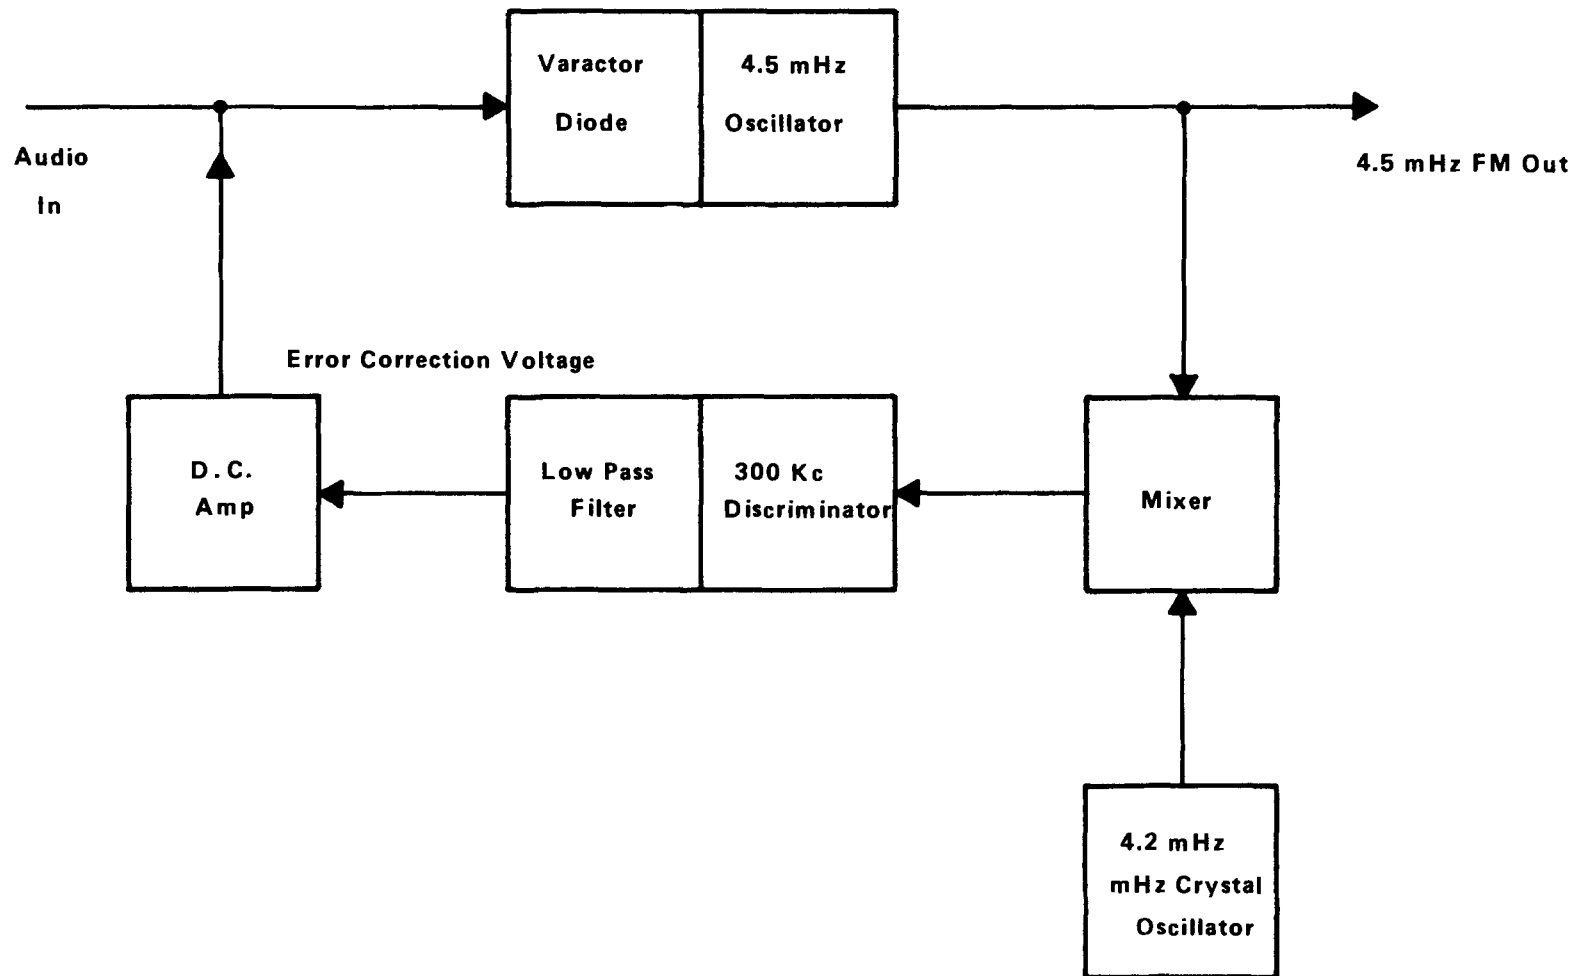 Varactor
Diode
4.5 mHz
Oscillator
Audio
In
4.5 mHz FM Out
Error Correction Voltage
D.C.
Amp
Low Pass
Filter
300 Kc
Discriminator
Mixer
4.2 mHz
mHz Crystal
Oscillator